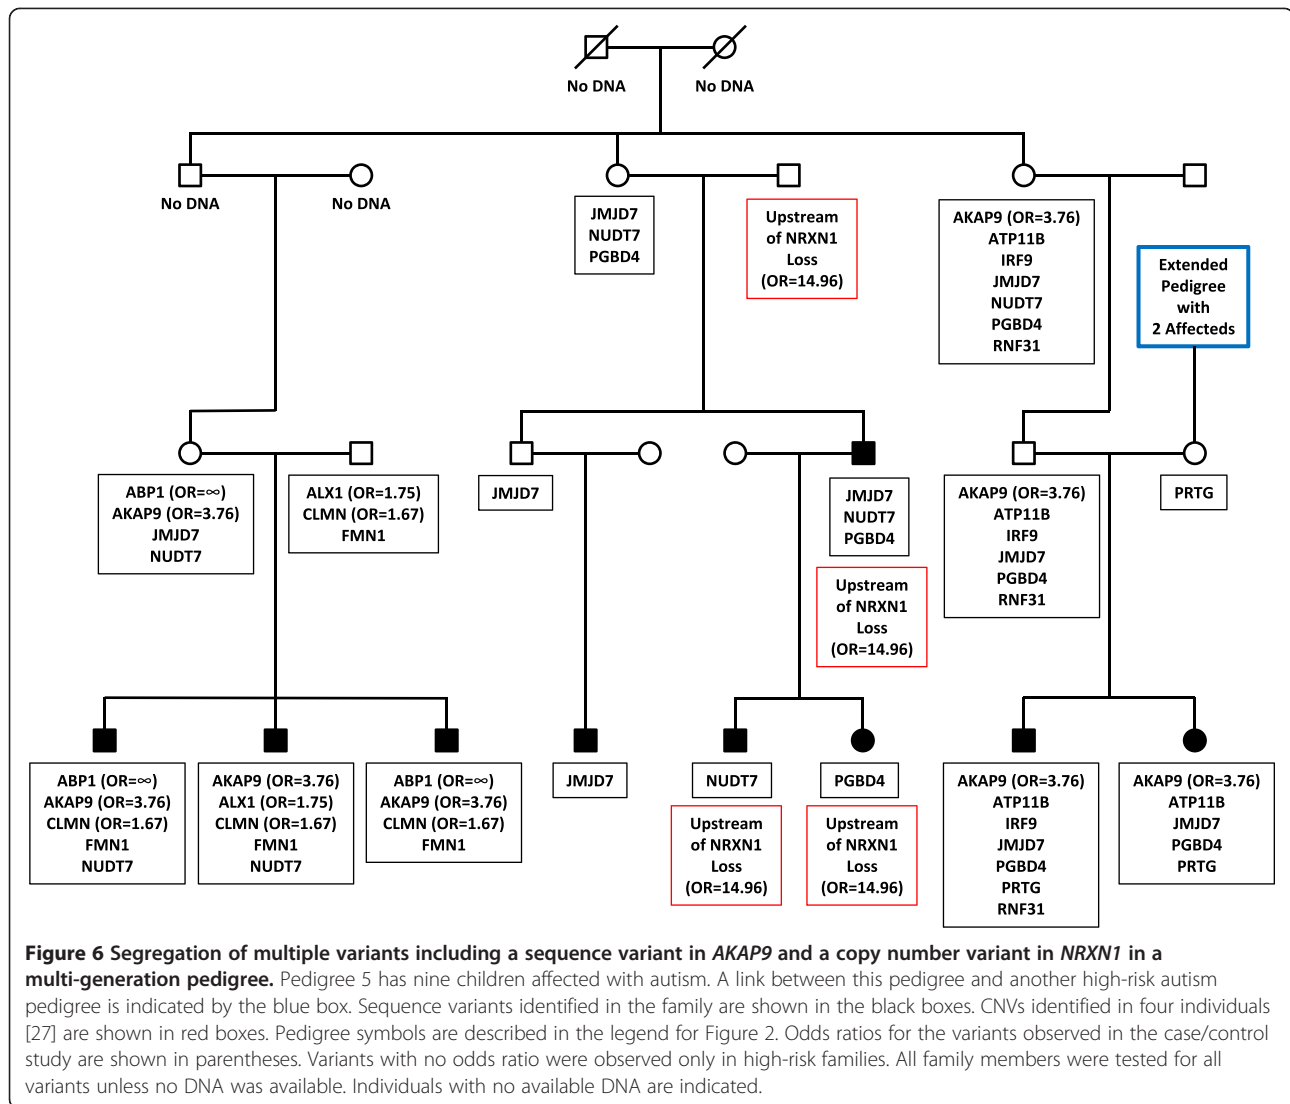 No DNA
No DNA
No DNA
No DNA
JMJD7
NUDT7
PGBD4
Upstream
of NRXN1
Loss
(OR=14.96)
AKAP9 (OR=3.76)
ATP11B
IRF9
JMJD7
NUDT7
PGBD4
RNF31
Extended
Pedigree
with
2 Affecteds
ABP1 (OR=∞)
AKAP9 (OR=3.76)
JMJD7
NUDT7
ALX1 (OR=1.75)
CLMN (OR=1.67)
FMN1
JMJD7
JMJD7
NUDT7
PGBD4
Upstream
of NRXN1
Loss
(OR=14.96)
AKAP9 (OR=3.76)
ATP11B
IRF9
JMJD7
PGBD4
RNF31
PRTG
ABP1 (OR=∞)
AKAP9 (OR=3.76)
CLMN (OR=1.67)
FMN1
NUDT7
AKAP9 (OR=3.76)
ALX1 (OR=1.75)
CLMN (OR=1.67)
FMN1
NUDT7
ABP1 (OR=∞)
AKAP9 (OR=3.76)
CLMN (OR=1.67)
FMN1
JMJD7
NUDT7
Upstream
of NRXN1
Loss
(OR=14.96)
PGBD4
Upstream
of NRXN1
Loss
(OR=14.96)
AKAP9 (OR=3.76)
ATP11B
IRF9
JMJD7
PGBD4
PRTG
RNF31
AKAP9 (OR=3.76)
ATP11B
JMJD7
PGBD4
PRTG
Figure 6 Segregation of multiple variants including a sequence variant in AKAP9 and a copy number variant in NRXN1 in a
multi-generation pedigree. Pedigree 5 has nine children affected with autism. A link between this pedigree and another high-risk autism
pedigree is indicated by the blue box. Sequence variants identified in the family are shown in the black boxes. CNVs identified in four individuals
[27] are shown in red boxes. Pedigree symbols are described in the legend for Figure 2. Odds ratios for the variants observed in the case/control
study are shown in parentheses. Variants with no odds ratio were observed only in high-risk families. All family members were tested for all
variants unless no DNA was available. Individuals with no available DNA are indicated.